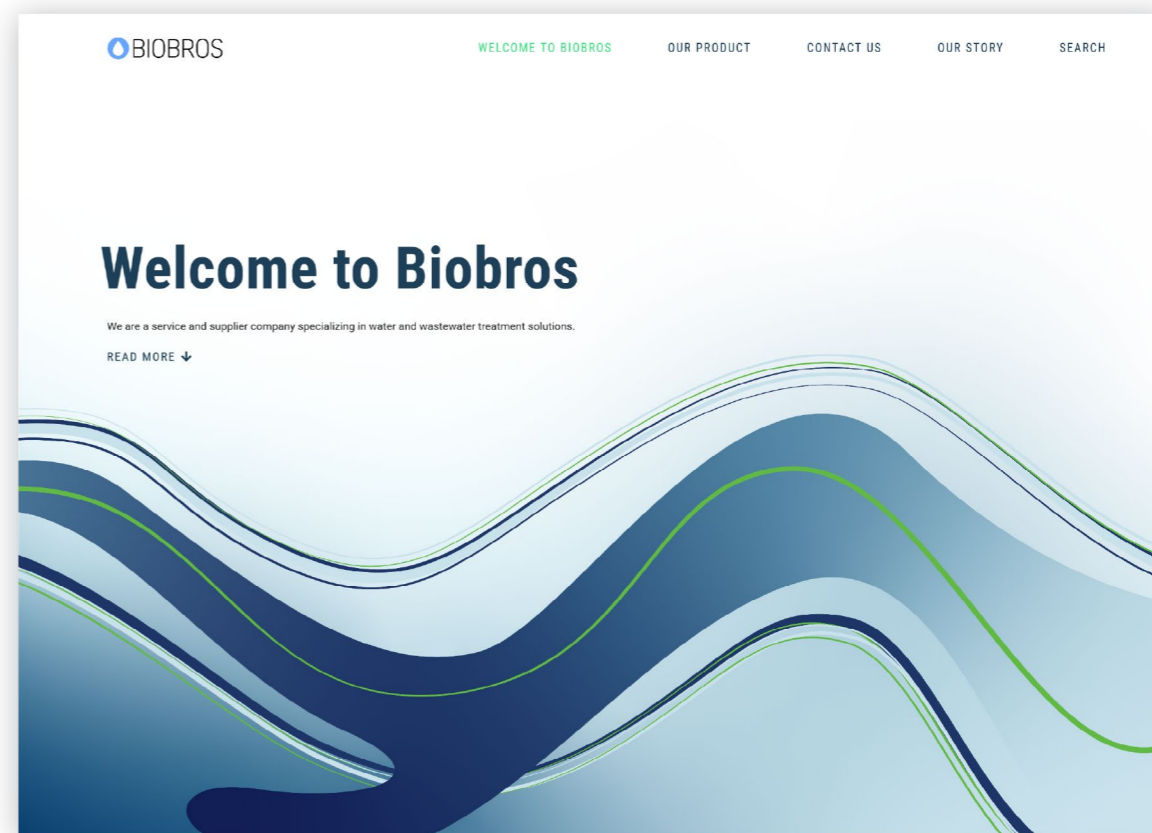 BIOBROS
WELCOME TO BIOBROS OUR PRODUCT CONTACT US OUR STORY SEARCH
Welcome to Biobros
We are a service and supplier company specializing in water and wastewater treatment solutions.
READ MORE